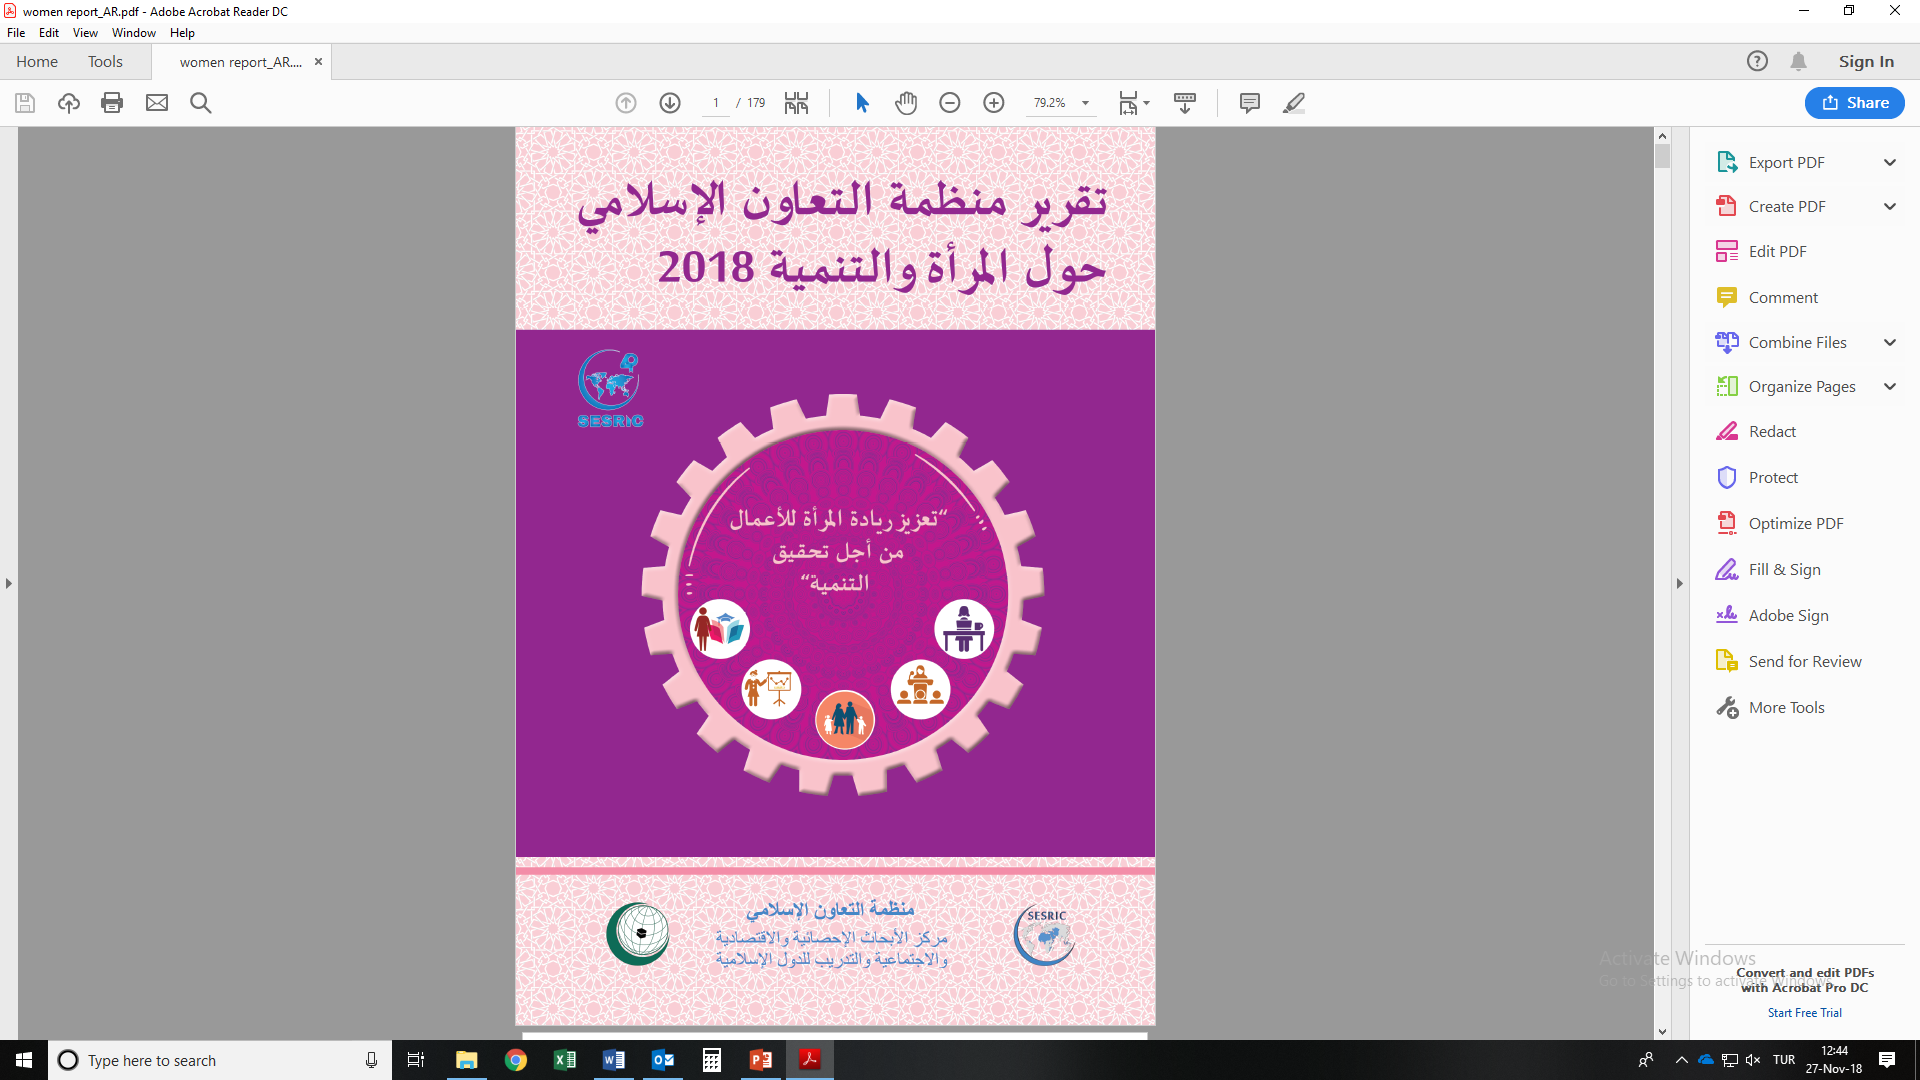 women report_AR.pdf - Adobe Acrobat Reader DC
File Edit View Window Help
Home Tools women report_AR.... ×
Sign In
1 / 179
79.2%
Share
تقرير منظمة التعاون الإسلامي
حول المرأة والتنمية 2018
SESRIC
“تعزيز ريادة المرأة للأعمال
من أجل تحقيق
التنمية“
منظمة التعاون الإسلامي
مركز الأبحاث الإحصائية والاقتصادية
والاجتماعية والتدريب للدول الإسلامية
SESRIC
Export PDF
Create PDF
Edit PDF
Comment
Combine Files
Organize Pages
Redact
Protect
Optimize PDF
Fill & Sign
Adobe Sign
Send for Review
More Tools
Activate Windows
Go to Settings to activate Windows.
Convert and edit PDFs
with Acrobat Pro DC
Start Free Trial
Type here to search
TUR
12:44
27-Nov-18